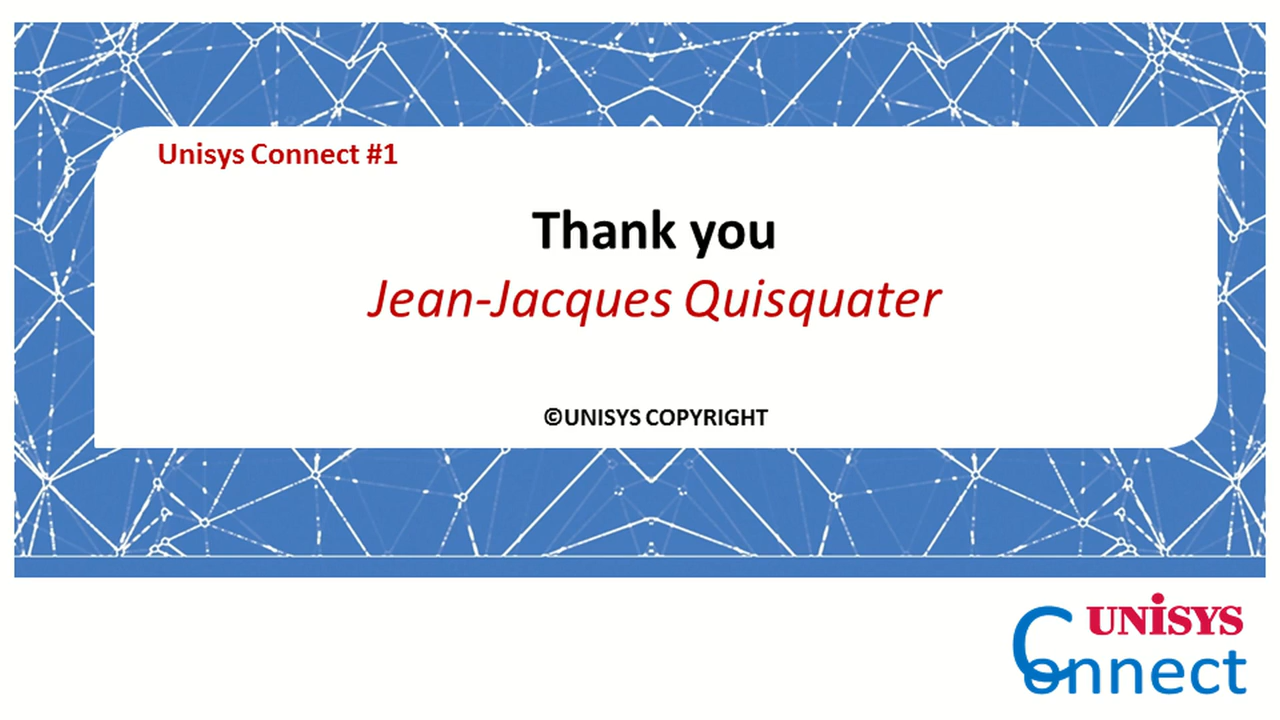 Unisys Connect #1
Thank you
Jean-Jacques Quisquater
©UNISYS COPYRIGHT
UNiSYS
Connect